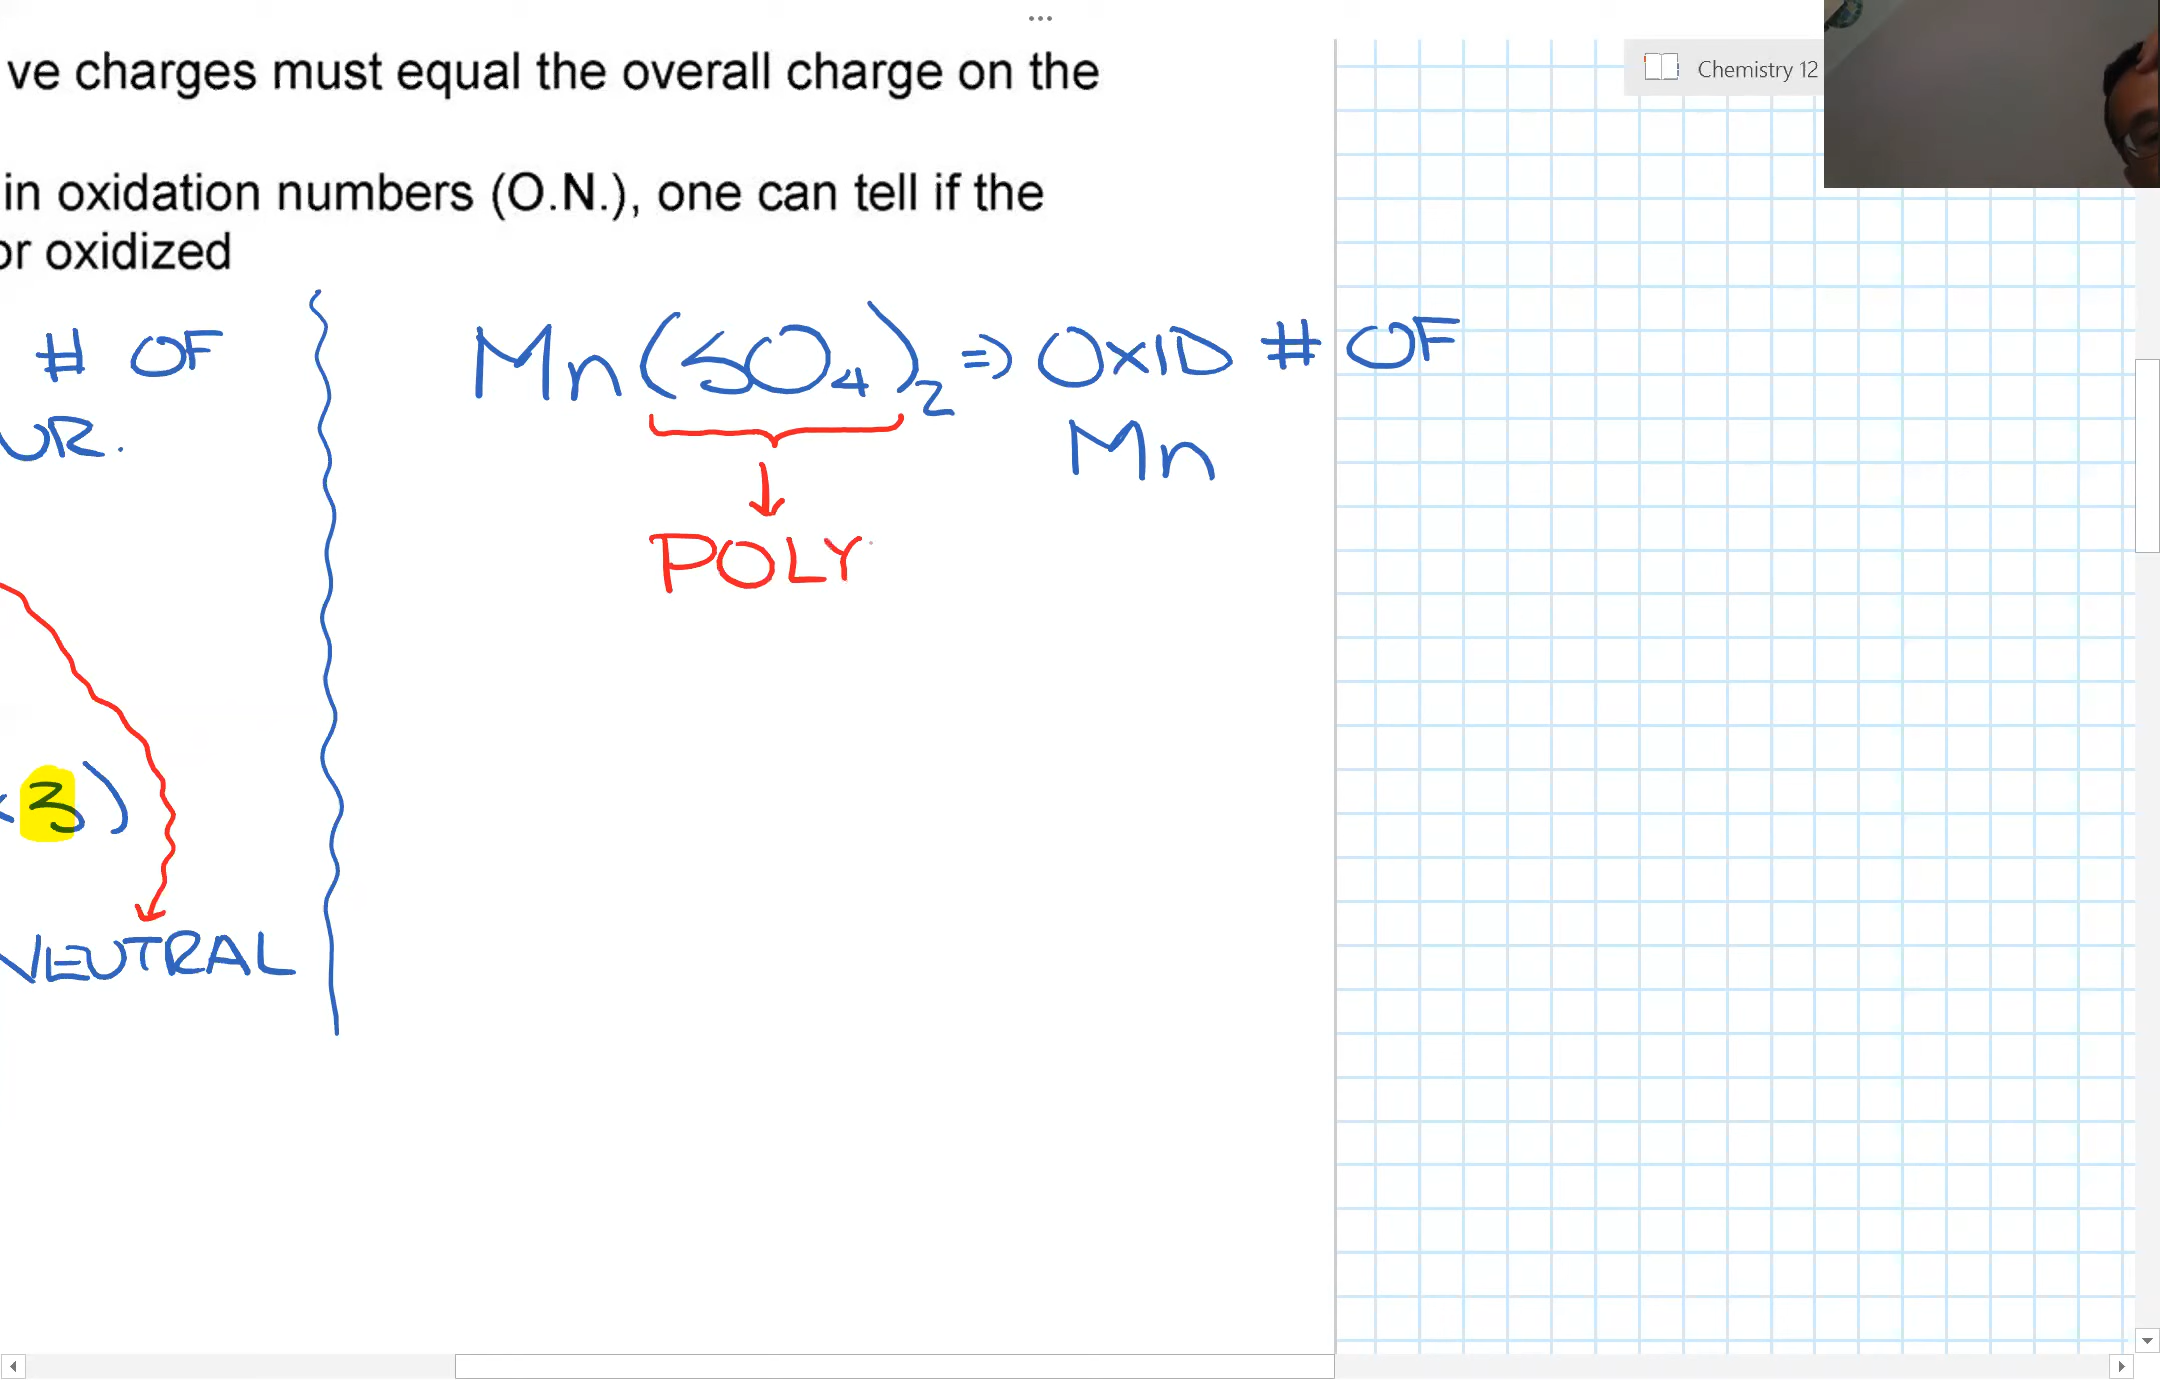 ve charges must equal the overall charge on the
Chemistry 12
in oxidation numbers (O.N.), one can tell if the
or oxidized
# OF
UR.
Mn(SO4)2 => OXID # OF
Mn
POLY
3)
NEUTRAL